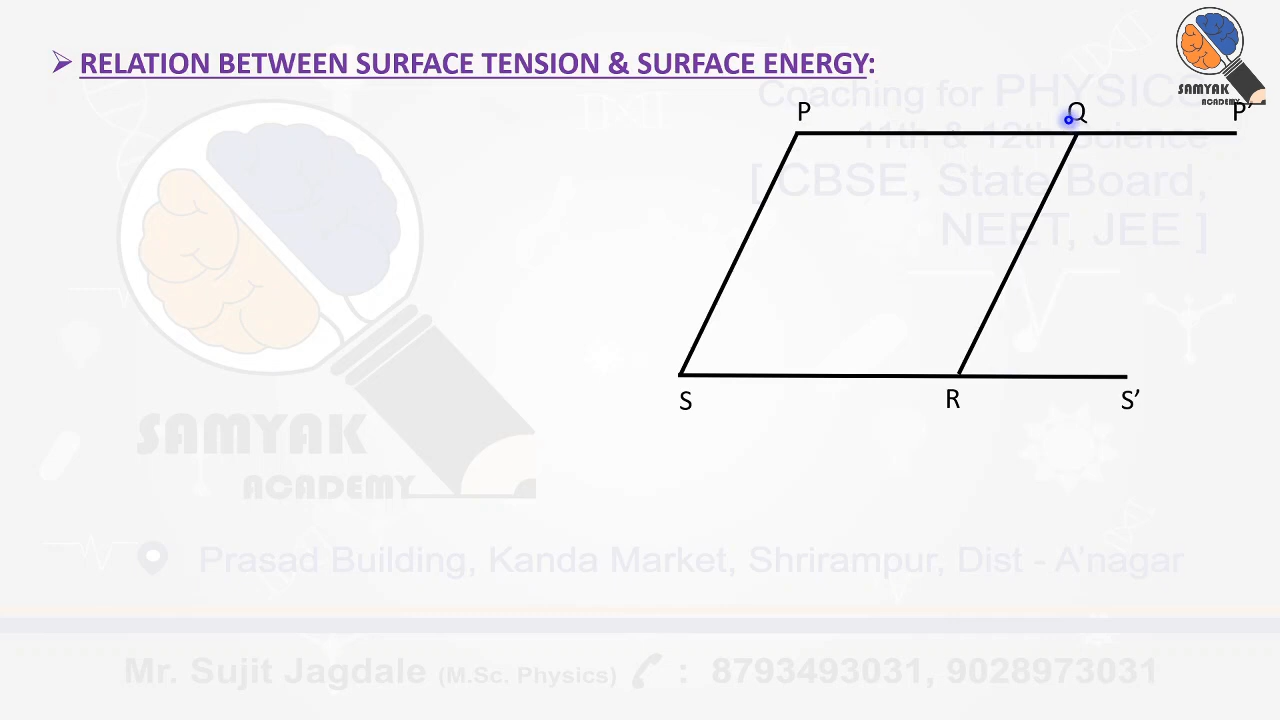 ➢ RELATION BETWEEN SURFACE TENSION & SURFACE ENERGY:
SAMYAK
ACADEMY
Coaching for PHYSICS
P Q P’
11th & 12th Science
[ CBSE, State Board,
NEET, JEE ]
S R S’
SAMYAK
ACADEMY
Prasad Building, Kanda Market, Shrirampur, Dist - A'nagar
Mr. Sujit Jagdale (M.Sc. Physics) : 8793493031, 9028973031